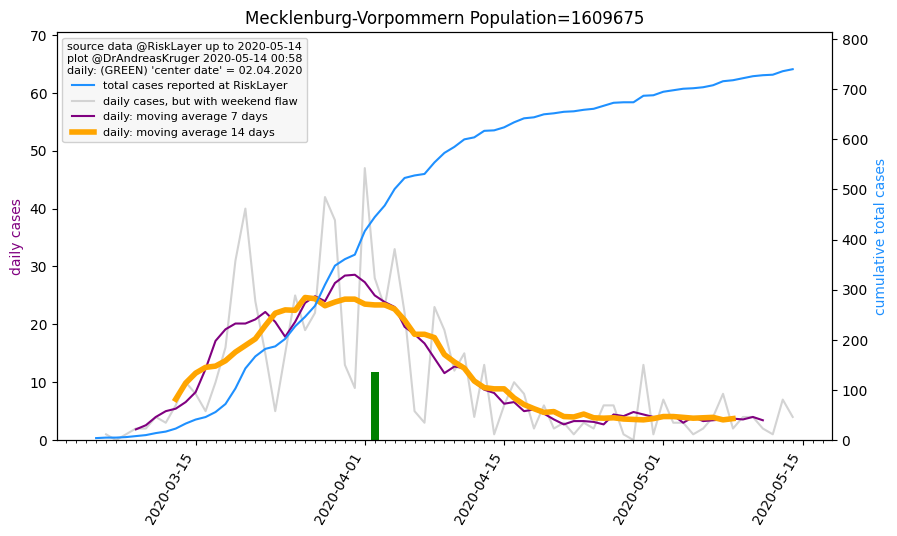 Mecklenburg-Vorpommern Population=1609675
source data @RiskLayer up to 2020-05-14
plot @DrAndreasKruger 2020-05-14 00:58
daily: (GREEN) 'center date' = 02.04.2020
total cases reported at RiskLayer
daily cases, but with weekend flaw
daily: moving average 7 days
daily: moving average 14 days
daily cases
70
60
50
40
30
20
10
0
cumulative total cases
800
700
600
500
400
300
200
100
0
2020-03-15
2020-04-01
2020-04-15
2020-05-01
2020-05-15